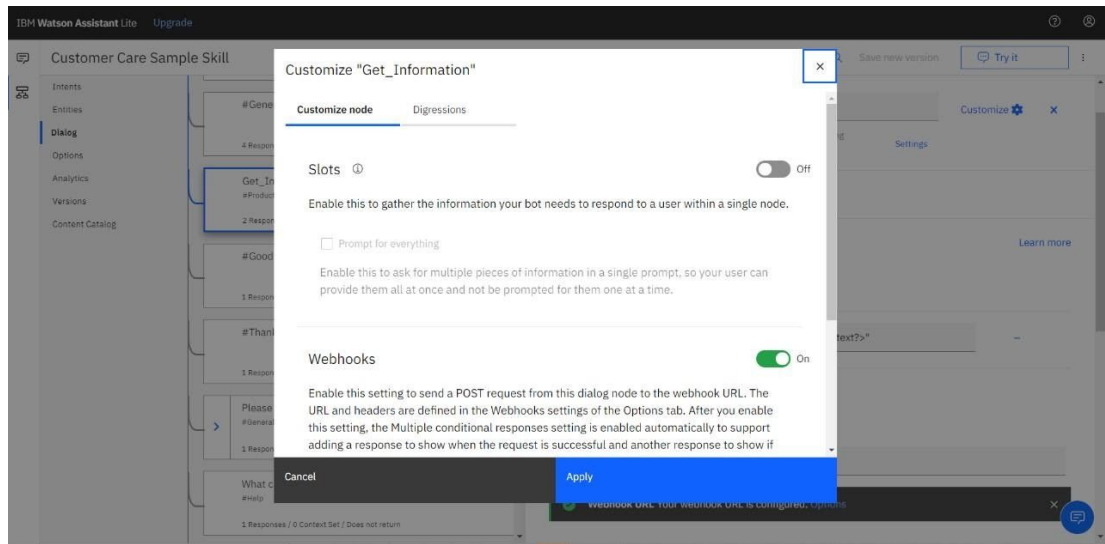 IBM Watson Assistant Lite Upgrade
Customer Care Sample Skill
Save new version
Try it
Intents
Entities
Dialog
Options
Analytics
Versions
Content Catalog
#Gene
4 Respon
Get_In
#Product
2 Respon
#Good
1 Respon
#Thank
1 Respon
Please
#General
1 Respon
What c
#Help
1 Responses / 0 Context Set / Does not return
Customize "Get_Information"
Customize node Digressions
Slots Off
Enable this to gather the information your bot needs to respond to a user within a single node.
Prompt for everything
Enable this to ask for multiple pieces of information in a single prompt, so your user can
provide them all at once and not be prompted for them one at a time.
Webhooks On
Enable this setting to send a POST request from this dialog node to the webhook URL. The
URL and headers are defined in the Webhooks settings of the Options tab. After you enable
this setting, the Multiple conditional responses setting is enabled automatically to support
adding a response to show when the request is successful and another response to show if
Cancel Apply
Customize
Settings
Learn more
text?>"
Webhook URL Your webhook URL is configured. Options